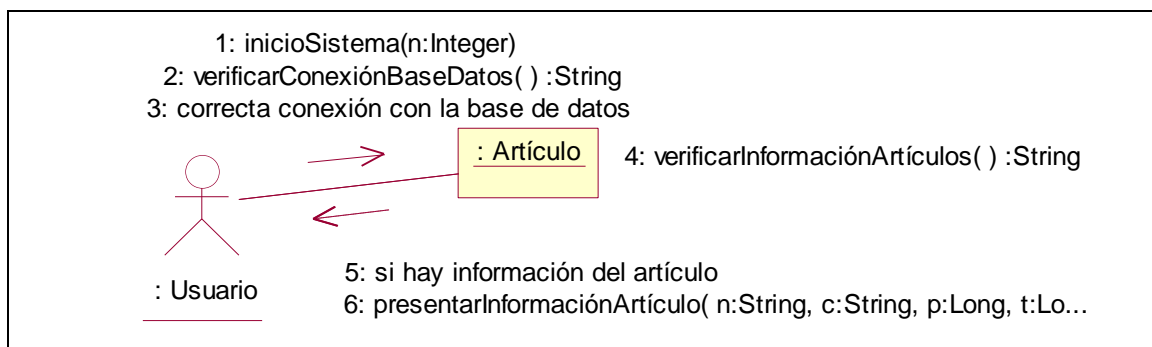 1: inicioSistema(n:Integer)
2: verificarConexiónBaseDatos( ) :String
3: correcta conexión con la base de datos
: Artículo
4: verificarInformaciónArtículos( ) :String
: Usuario
5: si hay información del artículo
6: presentarInformaciónArtículo( n:String, c:String, p:Long, t:Lo...